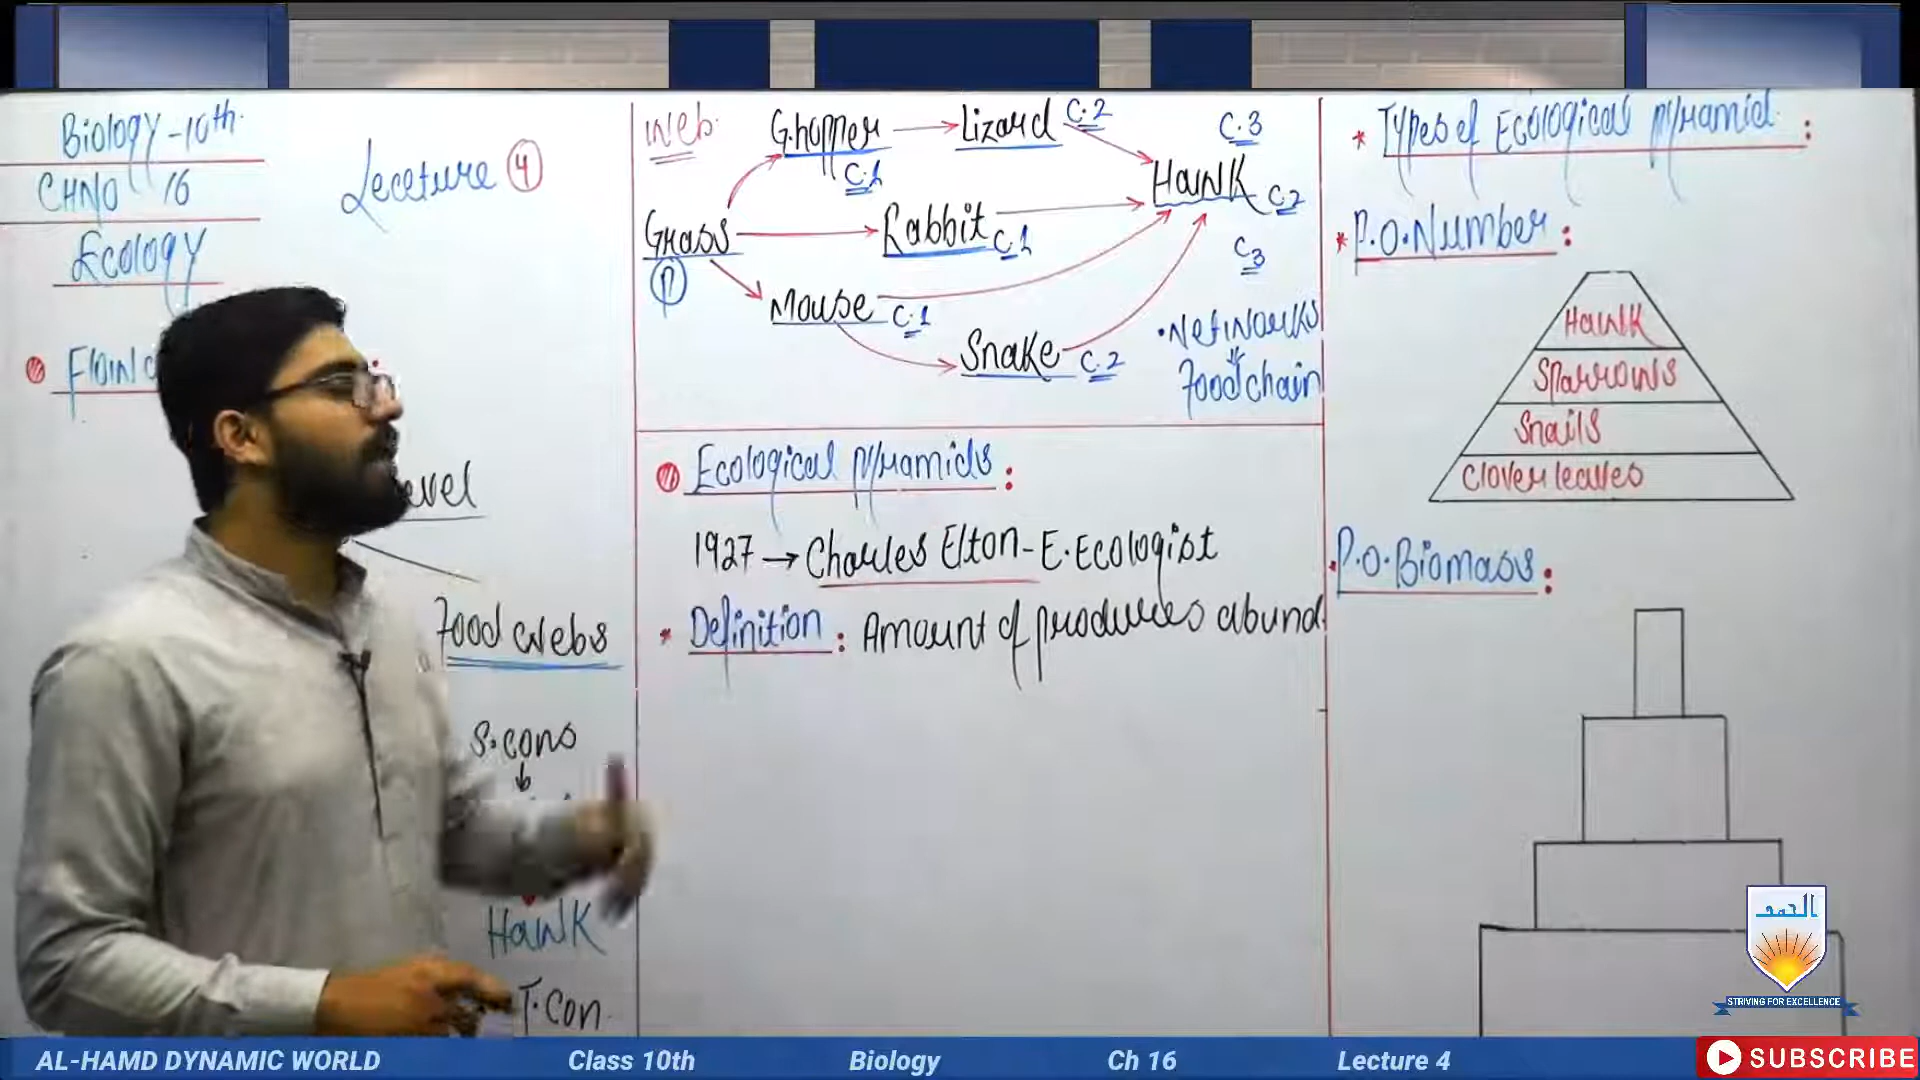 Biology-10th
CHNO 16
Ecology
Lecture 4
evel
Food webs
S.cons
Hawk
T.Con.
Web.
G.hopper
C.1
Lizard C.2
C.3
Hawk C.2
C3
Grass
P
Rabbit C.1
Mouse C.1
Snake C.2
•Networks
Food chain
Ecological Pyramids:
1927 → Charles Elton-E.Ecologist
* Definition: Amount of produces abund.
* Types of Ecological Pyramid:
* P.O.Number:
Hawk
Sparrows
Snails
Clover leaves
.P.O.Biomass:
الحمد
STRIVING FOR EXCELLENCE
AL-HAMD DYNAMIC WORLD Class 10th Biology Ch 16 Lecture 4
SUBSCRIBE